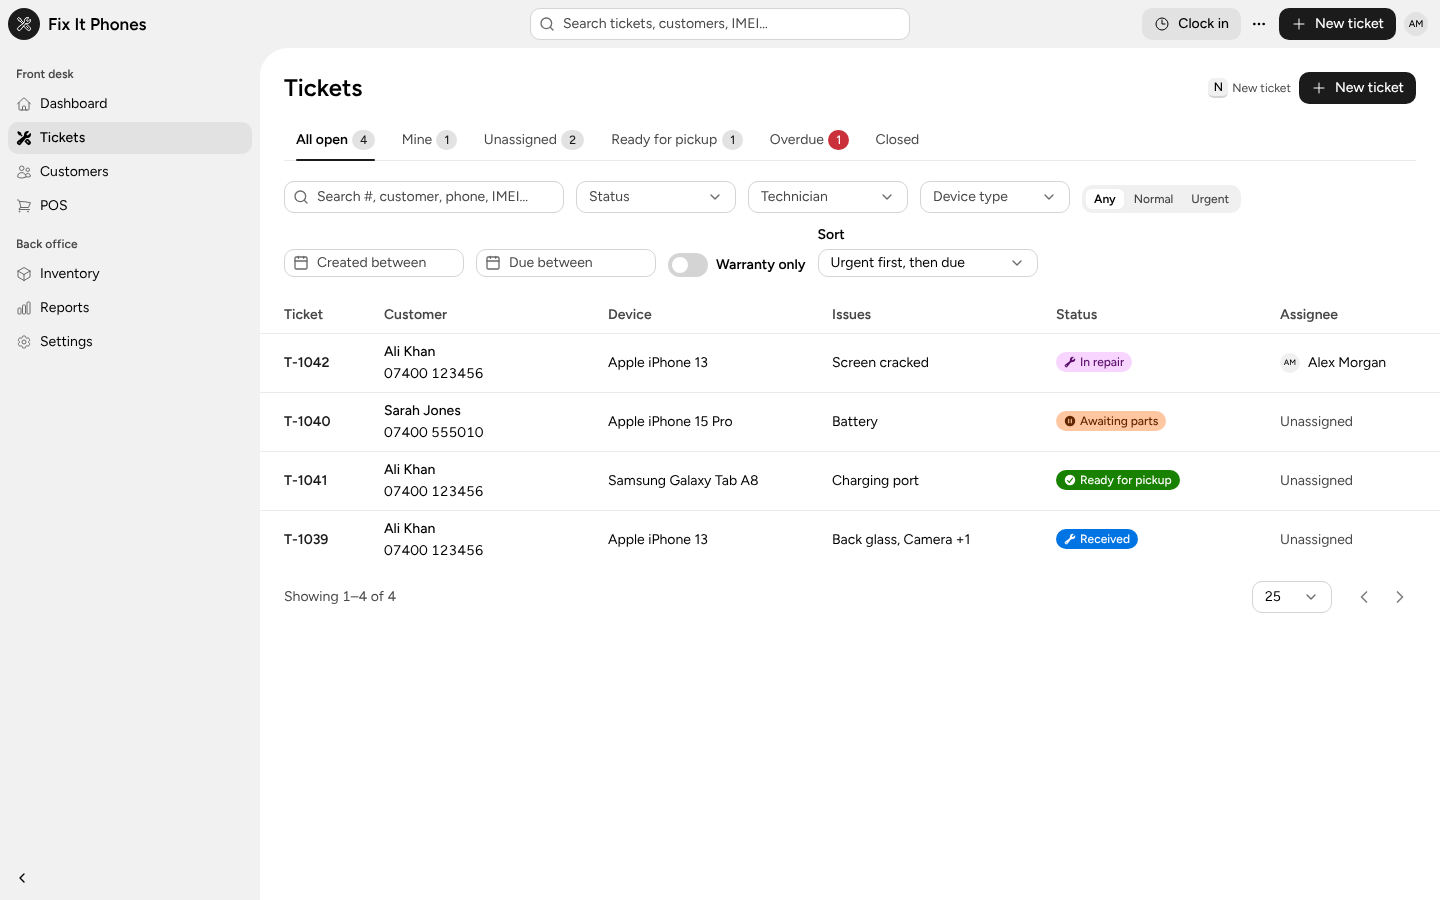 Fix It Phones
Search tickets, customers, IMEI...
Clock in
New ticket
AM
Front desk
Dashboard
Tickets
Customers
POS
Back office
Inventory
Reports
Settings
Tickets
N New ticket
New ticket
All open 4
Mine 1
Unassigned 2
Ready for pickup 1
Overdue 1
Closed
Search #, customer, phone, IMEI...
Status
Technician
Device type
Any Normal Urgent
Created between
Due between
Warranty only
Sort
Urgent first, then due
Ticket Customer Device Issues Status Assignee
T-1042
Ali Khan
07400 123456
Apple iPhone 13
Screen cracked
In repair
AM Alex Morgan
T-1040
Sarah Jones
07400 555010
Apple iPhone 15 Pro
Battery
Awaiting parts
Unassigned
T-1041
Ali Khan
07400 123456
Samsung Galaxy Tab A8
Charging port
Ready for pickup
Unassigned
T-1039
Ali Khan
07400 123456
Apple iPhone 13
Back glass, Camera +1
Received
Unassigned
Showing 1–4 of 4
25